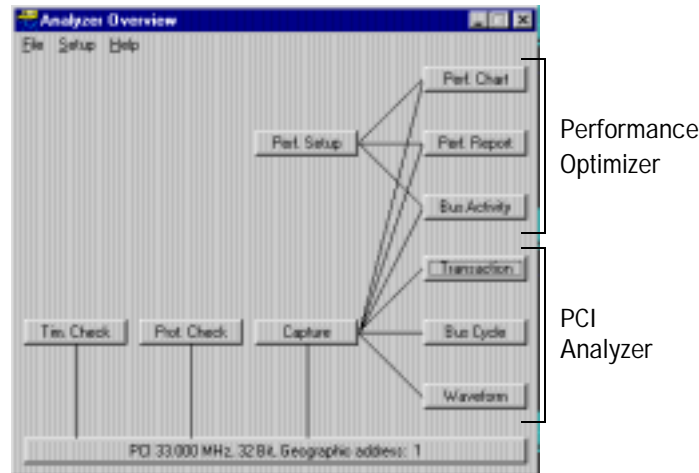 Analyzer Overview
File Setup Help
Perf. Chart
Perf. Setup
Perf. Report
Bus Activity
Performance
Optimizer
Transaction
Tim. Check
Prot. Check
Capture
Bus Cycle
Waveform
PCI
Analyzer
PCI 33.000 MHz, 32 Bit, Geographic address: 1